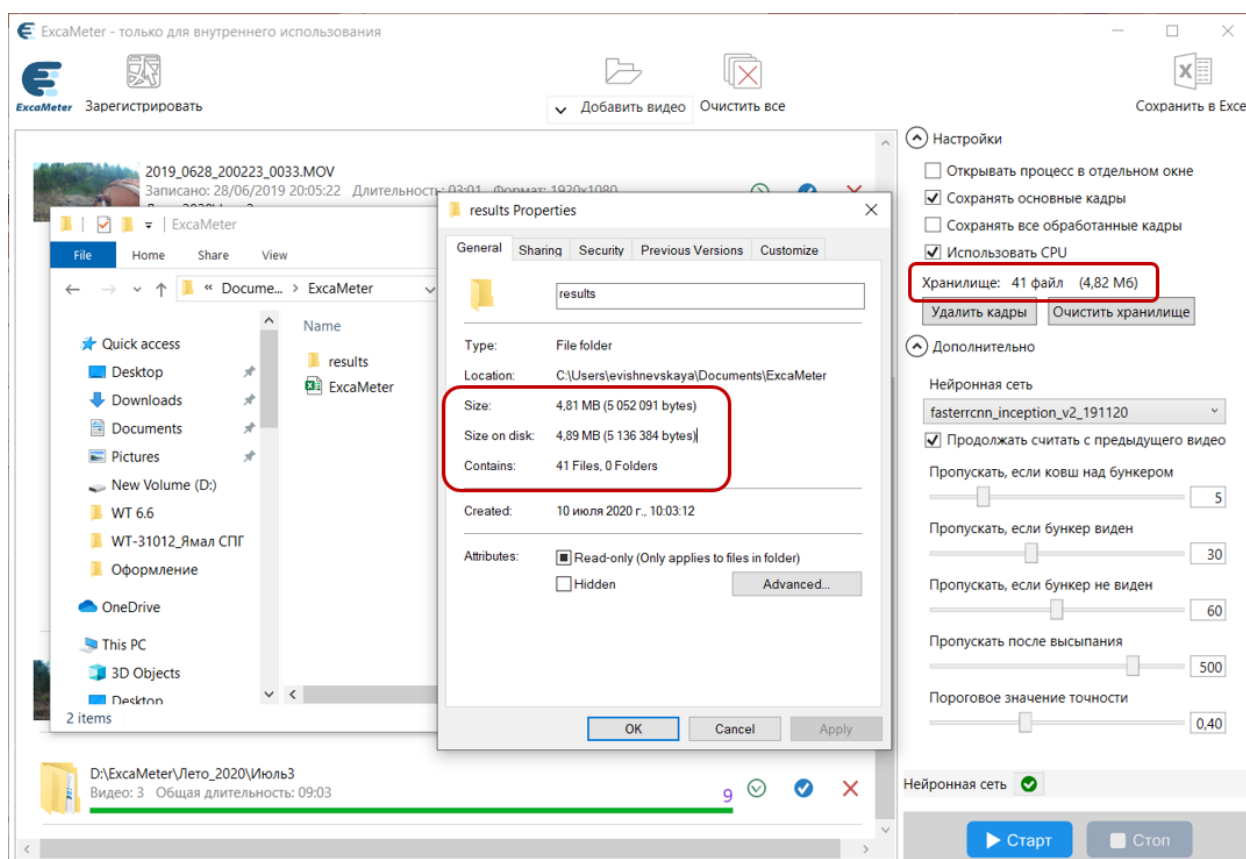 ExcaMeter - только для внутреннего использования
ExcaMeter
Зарегистрировать
Добавить видео
Очистить все
Сохранить в Exce
2019_0628_200223_0033.MOV
Записано: 28/06/2019 20:05:22 Длительность: 03:01 Формат: 1920x1080
ExcaMeter
File Home Share View
« Docume... > ExcaMeter
Name
Quick access
Desktop
Downloads
Documents
Pictures
New Volume (D:)
WT 6.6
WT-31012_Ямал СПГ
Оформление
OneDrive
This PC
3D Objects
Desktop
results
ExcaMeter
2 items
results Properties
General Sharing Security Previous Versions Customize
results
Type: File folder
Location: C:\Users\evishnevskaya\Documents\ExcaMeter
Size: 4,81 MB (5 052 091 bytes)
Size on disk: 4,89 MB (5 136 384 bytes)
Contains: 41 Files, 0 Folders
Created: 10 июля 2020 г., 10:03:12
Attributes: Read-only (Only applies to files in folder)
Hidden Advanced...
OK Cancel Apply
D:\ExcaMeter\Лето_2020\Июль3
Видео: 3 Общая длительность: 09:03
9
Настройки
Открывать процесс в отдельном окне
Сохранять основные кадры
Сохранять все обработанные кадры
Использовать CPU
Хранилище: 41 файл (4,82 Мб)
Удалить кадры Очистить хранилище
Дополнительно
Нейронная сеть
fasterrcnn_inception_v2_191120
Продолжать считать с предыдущего видео
Пропускать, если ковш над бункером
5
Пропускать, если бункер виден
30
Пропускать, если бункер не виден
60
Пропускать после высыпания
500
Пороговое значение точности
0,40
Нейронная сеть
Старт Стоп